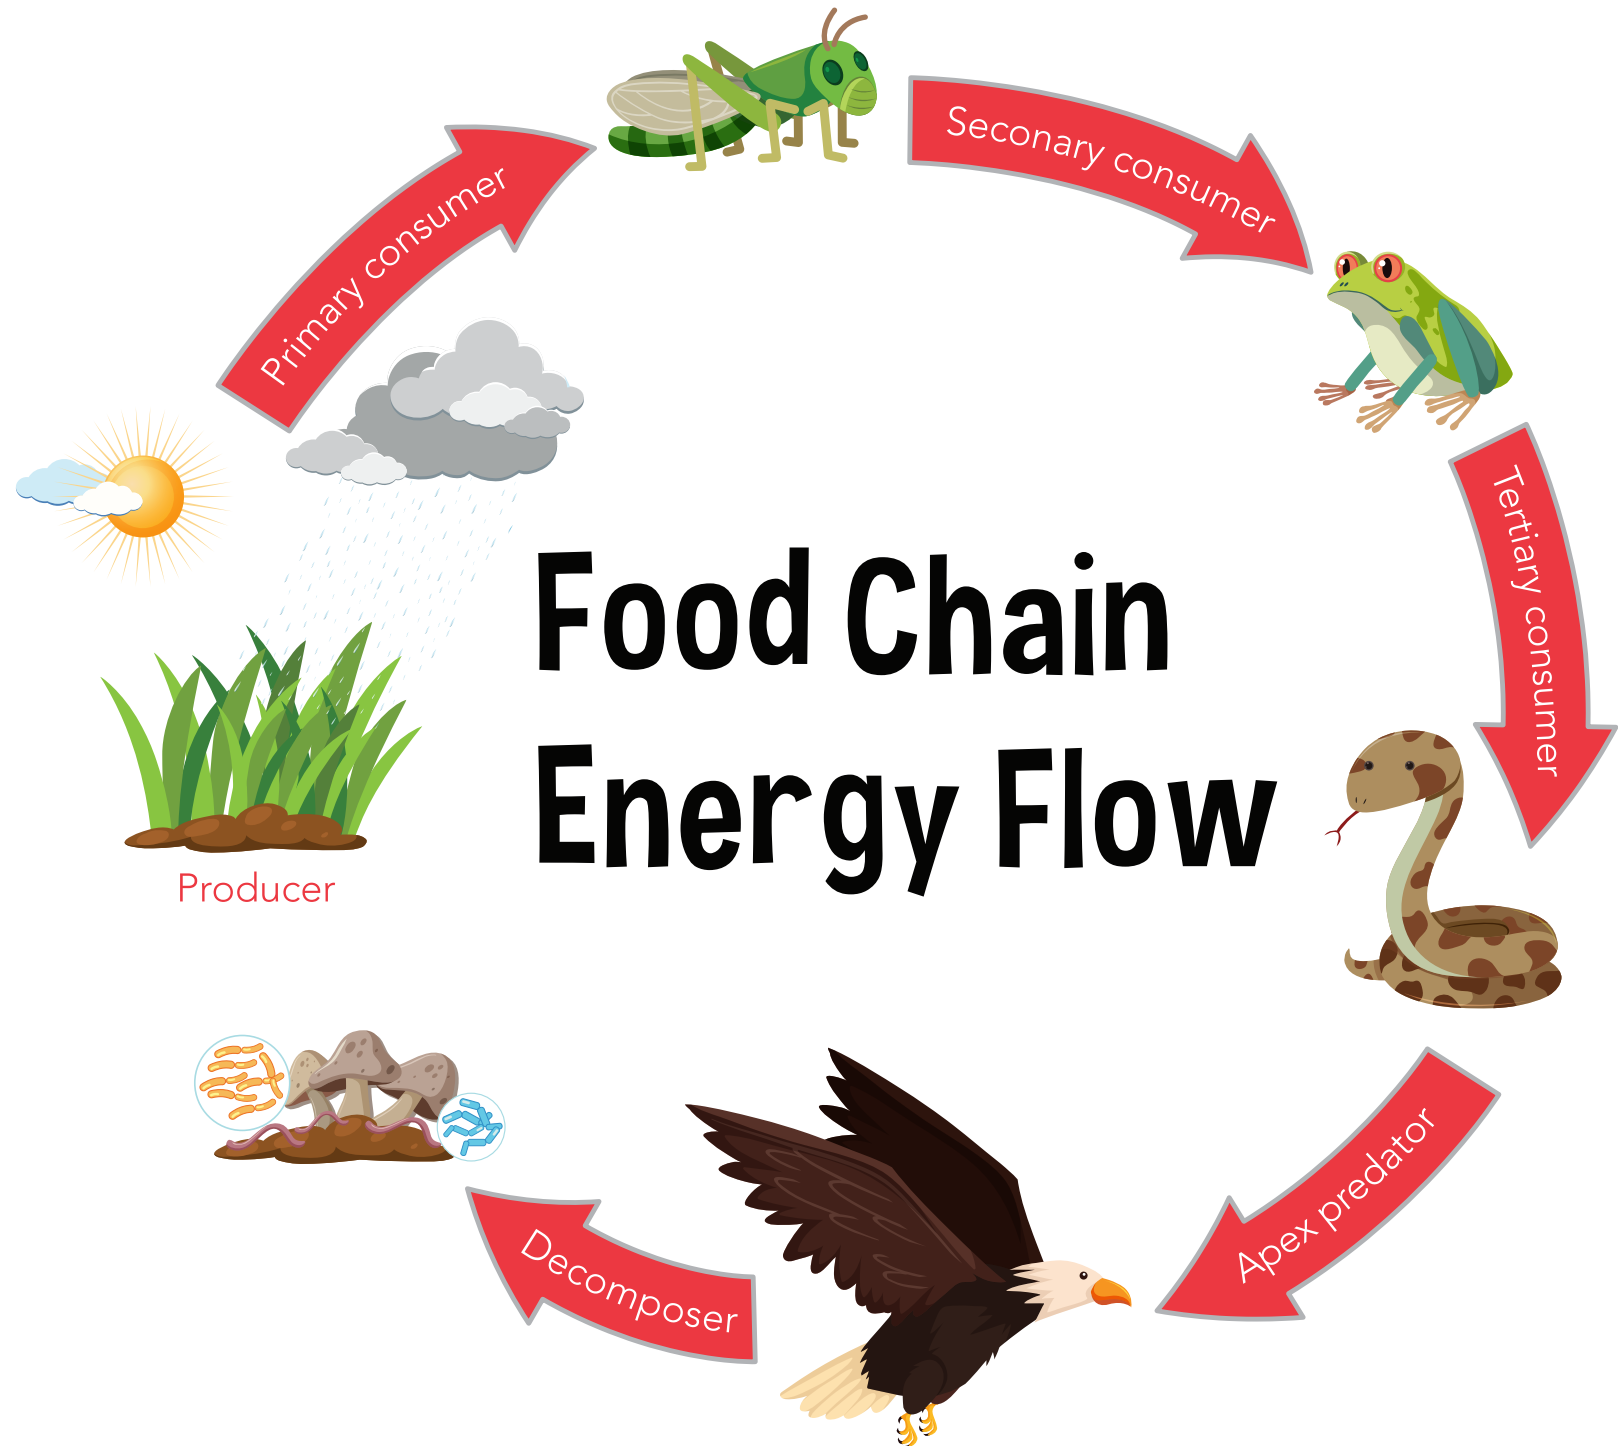 Food Chain
Energy Flow
Producer
Primary consumer
Seconary consumer
Tertiary consumer
Apex predator
Decomposer